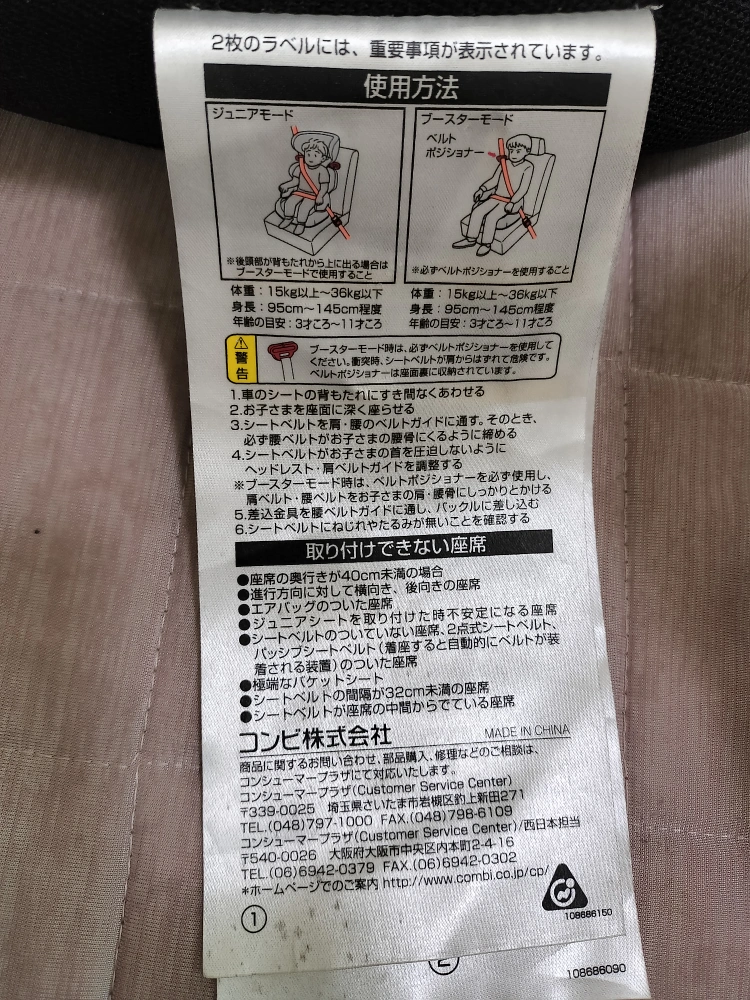 2枚のラベルには、重要事項が表示されています。
使用方法
ジュニアモード
※後頭部が背もたれから上に出る場合は
ブースターモードで使用すること
ブースターモード
ベルト
ポジショナー
※必ずベルトポジショナーを使用すること
体重:15kg以上〜36kg以下
身長:95cm〜145cm程度
年齢の目安:3才ころ〜11才ころ
体重:15kg以上〜36kg以下
身長:95cm〜145cm程度
年齢の目安:3才ころ〜11才ころ
警告
ブースターモード時は、必ずベルトポジショナーを使用して
ください。衝突時、シートベルトが肩からはずれて危険です。
ベルトポジショナーは座面裏に収納されています。
1.車のシートの背もたれにすき間なくあわせる
2.お子さまを座面に深く座らせる
3.シートベルトを肩・腰のベルトガイドに通す。そのとき、
必ず腰ベルトがお子さまの腰骨にくるように締める
4.シートベルトがお子さまの首を圧迫しないように
ヘッドレスト・肩ベルトガイドを調整する
※ブースターモード時は、ベルトポジショナーを必ず使用し、
肩ベルト・腰ベルトをお子さまの肩・腰骨にしっかりとかける
5.差込金具を腰ベルトガイドに通し、バックルに差し込む
6.シートベルトにねじれやたるみが無いことを確認する
取り付けできない座席
●座席の奥行きが40cm未満の場合
●進行方向に対して横向き、後向きの座席
●エアバッグのついた座席
●ジュニアシートを取り付けた時不安定になる座席
●シートベルトのついていない座席、2点式シートベルト、
パッシブシートベルト(着座すると自動的にベルトが装
着される装置)のついた座席
●極端なバケットシート
●シートベルトの間隔が32cm未満の座席
●シートベルトが座席の中間からでている座席
コンビ株式会社
MADE IN CHINA
商品に関するお問い合わせ、部品購入、修理などのご相談は、
コンシューマープラザにて対応いたします。
コンシューマープラザ(Customer Service Center)
〒339-0025 埼玉県さいたま市岩槻区釣上新田271
TEL.(048)797-1000 FAX.(048)798-6109
コンシューマープラザ(Customer Service Center)/西日本担当
〒540-0026 大阪府大阪市中央区内本町2-4-16
TEL.(06)6942-0379 FAX.(06)6942-0302
*ホームページでのご案内 http://www.combi.co.jp/cp/
①
108686150
②
108686090